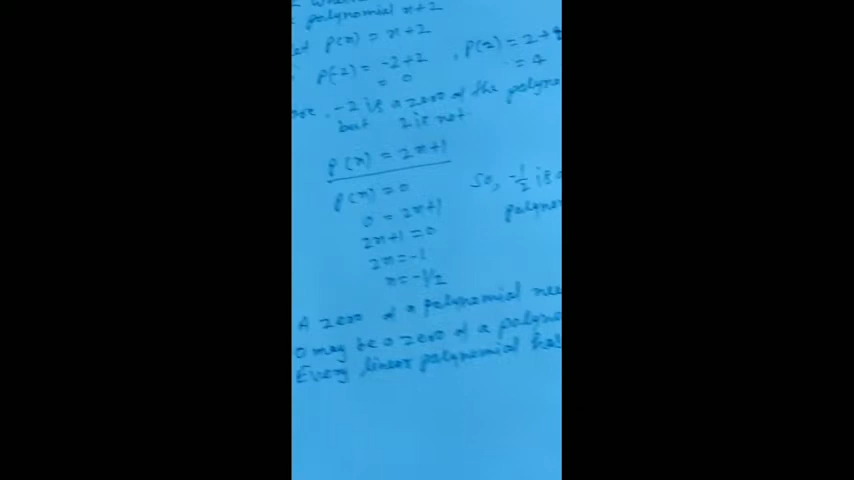 polynomial x+2
let p(x) = x+2
p(-2) = -2+2 , p(2) = 2+
= 0 = 4
-2 is a zero of the polyno
but 2 is not.
p(x) = 2x+1
p(x) = 0
0 = 2x+1
2x+1 = 0
2x = -1
x = -1/2
So, -1/2 is a
polynom
A zero of a polynomial nee
0 may be a zero of a polyno
Every linear polynomial has